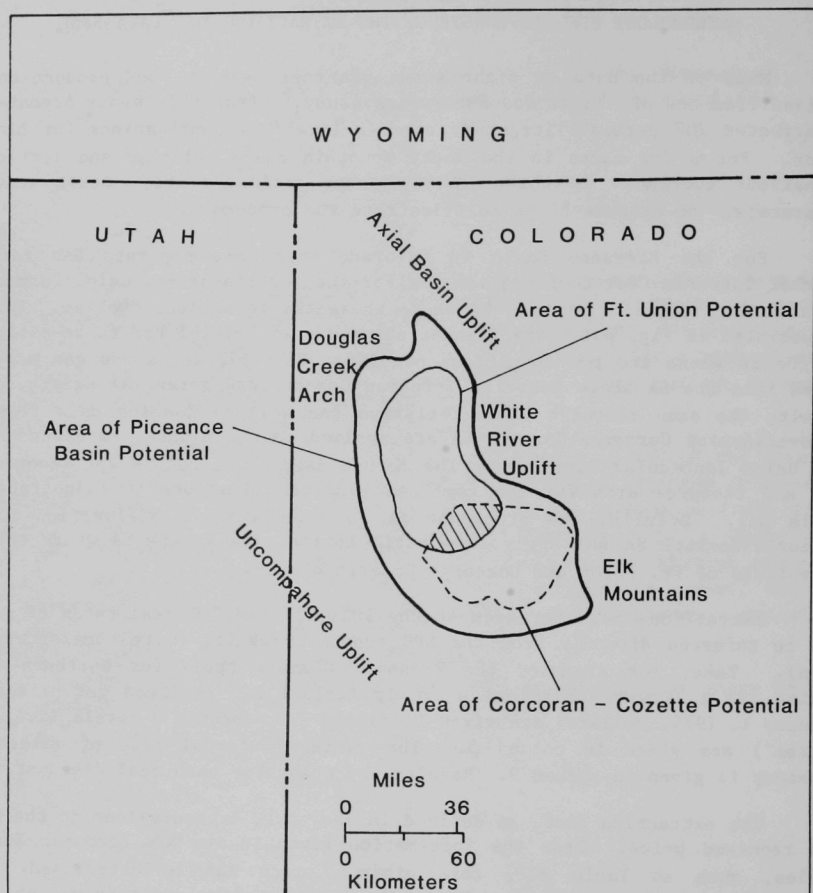 WYOMING
UTAH
COLORADO
Axial Basin Uplift
Area of Ft. Union Potential
Douglas
Creek
Arch
White
River
Uplift
Area of Piceance
Basin Potential
Uncompahgre Uplift
Elk
Mountains
Area of Corcoran – Cozette Potential
Miles
0 36
0 60
Kilometers